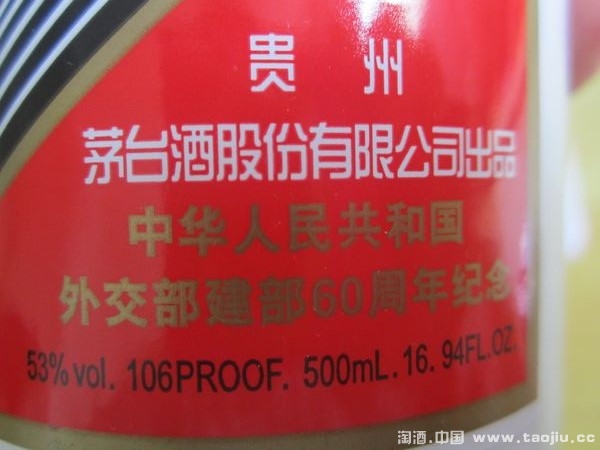 贵州
茅台酒股份有限公司出品
中华人民共和国
外交部建部60周年纪念
53%vol. 106PROOF. 500mL. 16. 94FL.OZ.
淘酒.中国 www.taojiu.cc